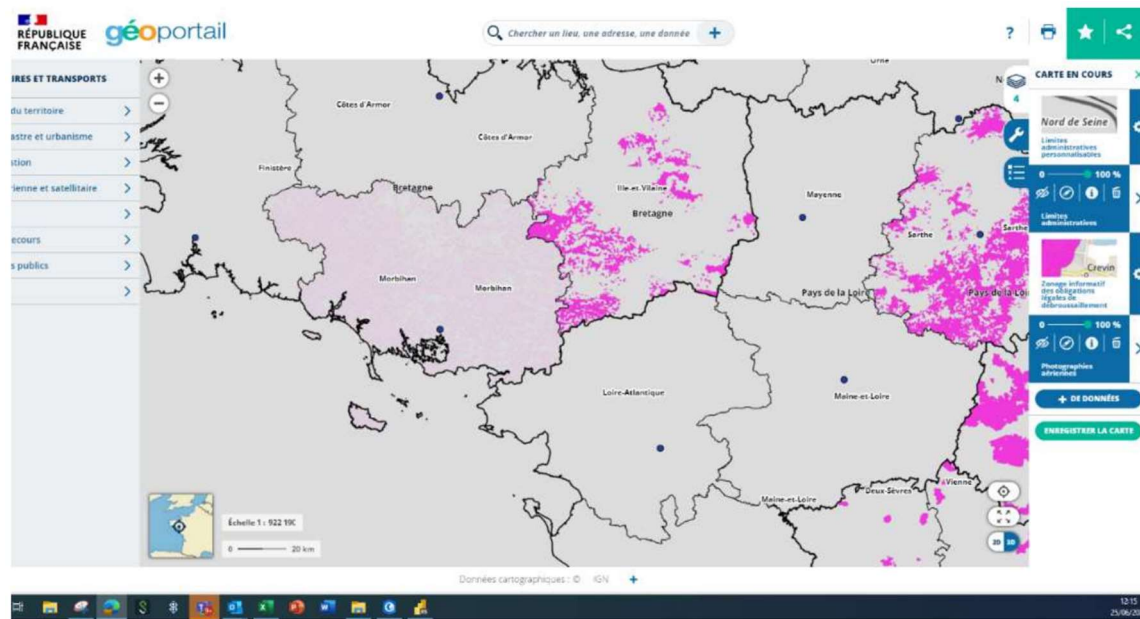 RÉPUBLIQUE
FRANÇAISE
géoportail
Chercher un lieu, une adresse, une donnée
+
?
IRES ET TRANSPORTS
du territoire
astre et urbanisme
tion
rienne et satellitaire
ecours
s publics
+
−
Orne
Côtes d'Armor
Côtes d'Armor
Finistère
Bretagne
Ille-et-Vilaine
Bretagne
Mayenne
Sarthe
Sarthe
Morbihan
Morbihan
Pays de la Loire
Pays de la Loi
Loire-Atlantique
Maine-et-Loire
Maine-et-Loire
Deux-Sèvres
Vienne
Échelle 1 : 922 19
0
20 km
4
2D
3D
CARTE EN COURS
Nord de Seine
Limites
administratives
personnalisables
0
100 %
Limites
administratives
Crevin
Zonage informatif
des obligations
légales de
débroussaillement
0
100 %
Photographies
aériennes
+ DE DONNÉES
ENREGISTRER LA CARTE
Données cartographiques : © IGN +
12:15
25/06/20